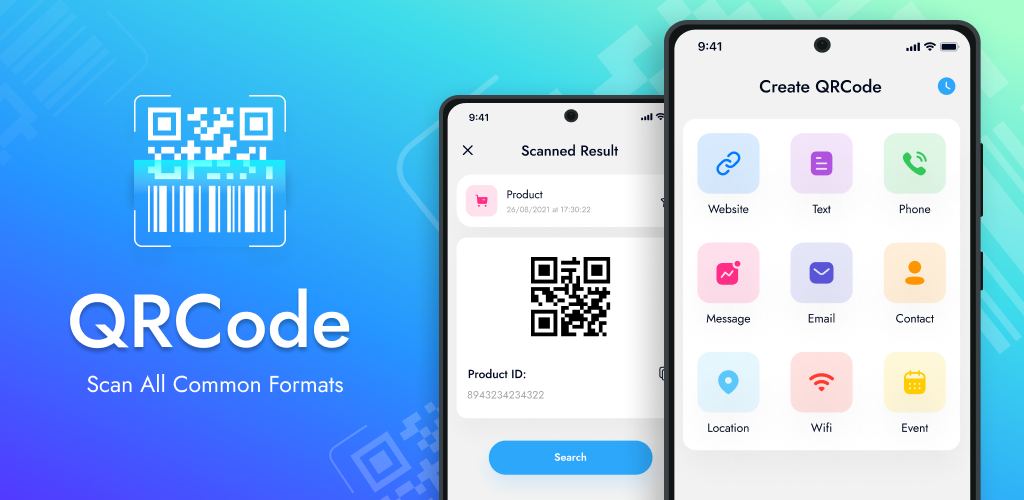 QRCode
Scan All Common Formats
9:41
Scanned Result
Product
26/08/2021 at 17:30:22
Product ID:
8943234234322
Search
9:41
Create QRCode
Website
Text
Phone
Message
Email
Contact
Location
Wifi
Event